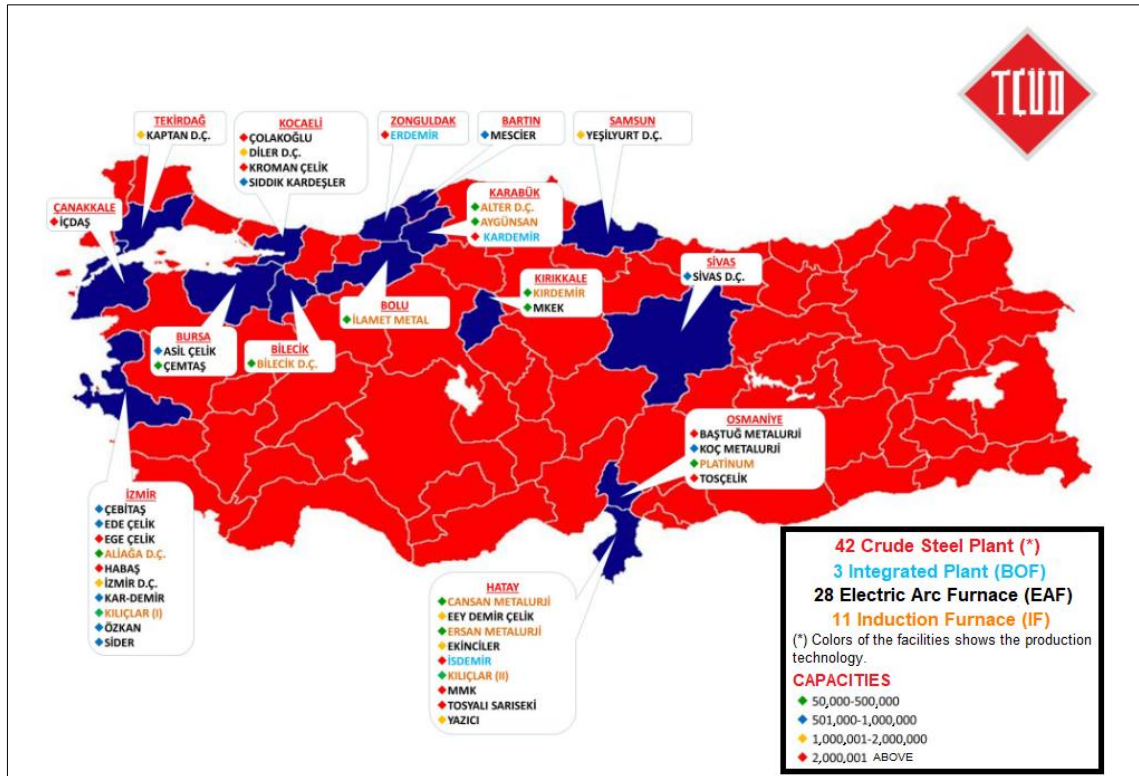 TÇÜD
TEKİRDAĞ
KAPTAN D.Ç.
KOCAELİ
ÇOLAKOĞLU
DİLER D.Ç.
KROMAN ÇELİK
SIDDIK KARDEŞLER
ZONGULDAK
ERDEMİR
BARTIN
MESCİER
SAMSUN
YEŞİLYURT D.Ç.
ÇANAKKALE
İÇDAŞ
KARABÜK
ALTER D.Ç.
AYGÜNSAN
KARDEMİR
KIRIKKALE
KIRDEMİR
MKEK
SİVAS
SİVAS D.Ç.
BOLU
İLAMET METAL
BURSA
ASİL ÇELİK
ÇEMTAŞ
BİLECİK
BİLECİK D.Ç.
OSMANİYE
BAŞTUĞ METALURJİ
KOÇ METALURJİ
PLATINUM
TOSÇELİK
İZMİR
ÇEBİTAŞ
EDE ÇELİK
EGE ÇELİK
ALİAĞA D.Ç.
HABAŞ
İZMİR D.Ç.
KAR-DEMİR
KILIÇLAR (I)
ÖZKAN
SİDER
HATAY
CANSAN METALURJİ
EEY DEMİR ÇELİK
ERSAN METALURJİ
EKİNCİLER
İSDEMİR
KILIÇLAR (II)
MMK
TOSYALI SARISEKİ
YAZICI
42 Crude Steel Plant (*)
3 Integrated Plant (BOF)
28 Electric Arc Furnace (EAF)
11 Induction Furnace (IF)
(*) Colors of the facilities shows the production
technology.
CAPACITIES
50,000-500,000
501,000-1,000,000
1,000,001-2,000,000
2,000,001 ABOVE